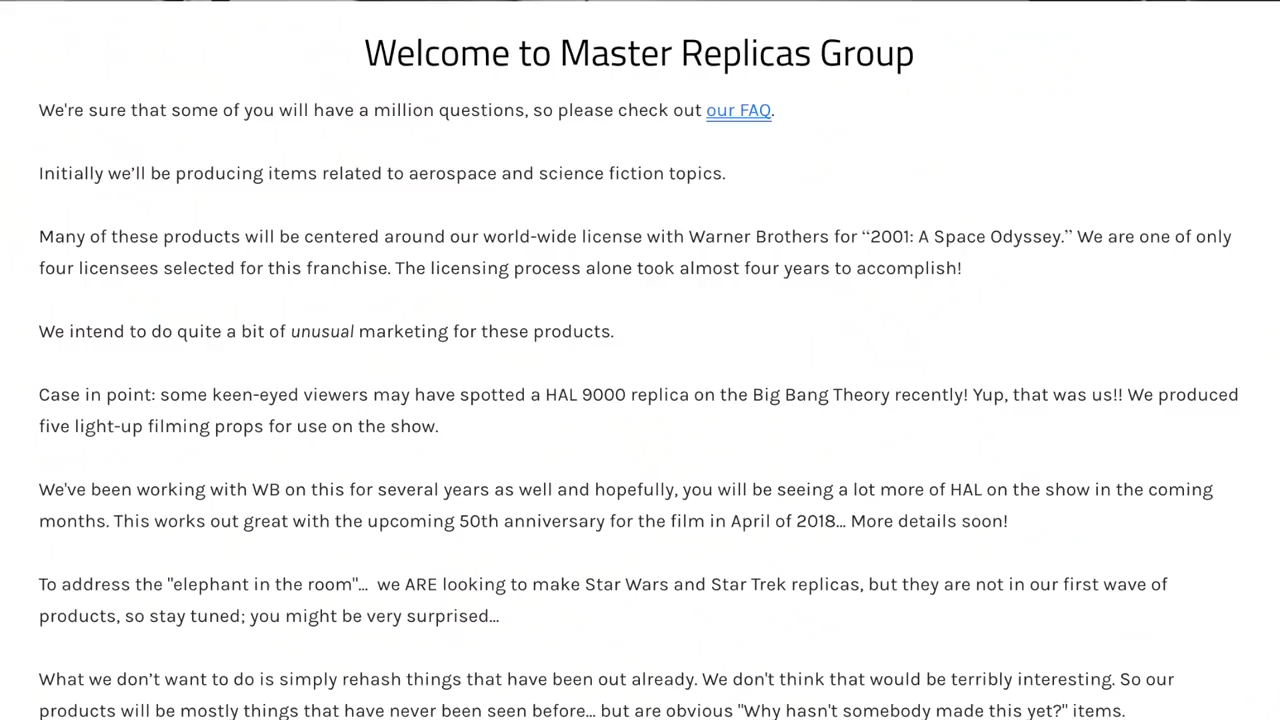 Welcome to Master Replicas Group
We're sure that some of you will have a million questions, so please check out our FAQ.
Initially we’ll be producing items related to aerospace and science fiction topics.
Many of these products will be centered around our world-wide license with Warner Brothers for “2001: A Space Odyssey.” We are one of only
four licensees selected for this franchise. The licensing process alone took almost four years to accomplish!
We intend to do quite a bit of unusual marketing for these products.
Case in point: some keen-eyed viewers may have spotted a HAL 9000 replica on the Big Bang Theory recently! Yup, that was us!! We produced
five light-up filming props for use on the show.
We've been working with WB on this for several years as well and hopefully, you will be seeing a lot more of HAL on the show in the coming
months. This works out great with the upcoming 50th anniversary for the film in April of 2018... More details soon!
To address the "elephant in the room"...  we ARE looking to make Star Wars and Star Trek replicas, but they are not in our first wave of
products, so stay tuned; you might be very surprised...
What we don’t want to do is simply rehash things that have been out already. We don't think that would be terribly interesting. So our
products will be mostly things that have never been seen before... but are obvious "Why hasn't somebody made this yet?" items.